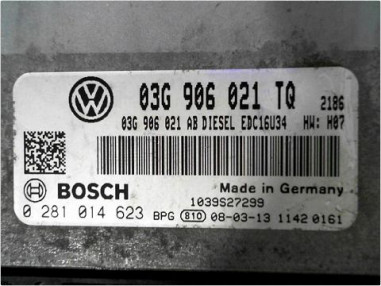 03G 906 021 TQ 2186
03G 906 021 AB DIESEL EDC16U34 HW: H07
BOSCH Made in Germany
1039S27299
0 281 014 623 BPG 810 08-03-13 1142 0161